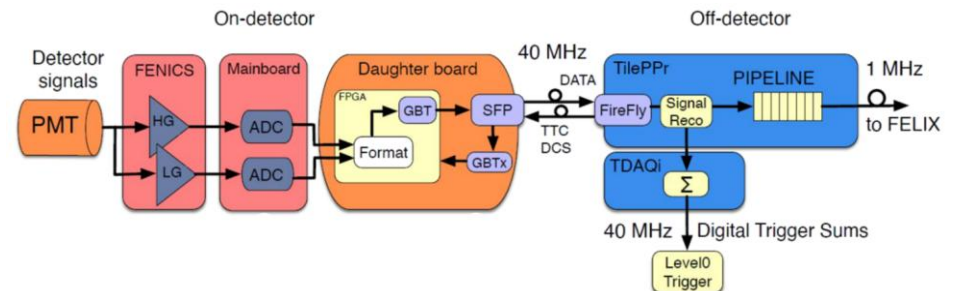 On-detector
Off-detector
Detector
signals
PMT
FENICS
HG
LG
Mainboard
ADC
ADC
Daughter board
FPGA
GBT
Format
SFP
GBTx
40 MHz
DATA
TTC
DCS
TilePPr
FireFly
Signal
Reco
PIPELINE
1 MHz
to FELIX
TDAQi
Σ
40 MHz
Digital Trigger Sums
Level0
Trigger